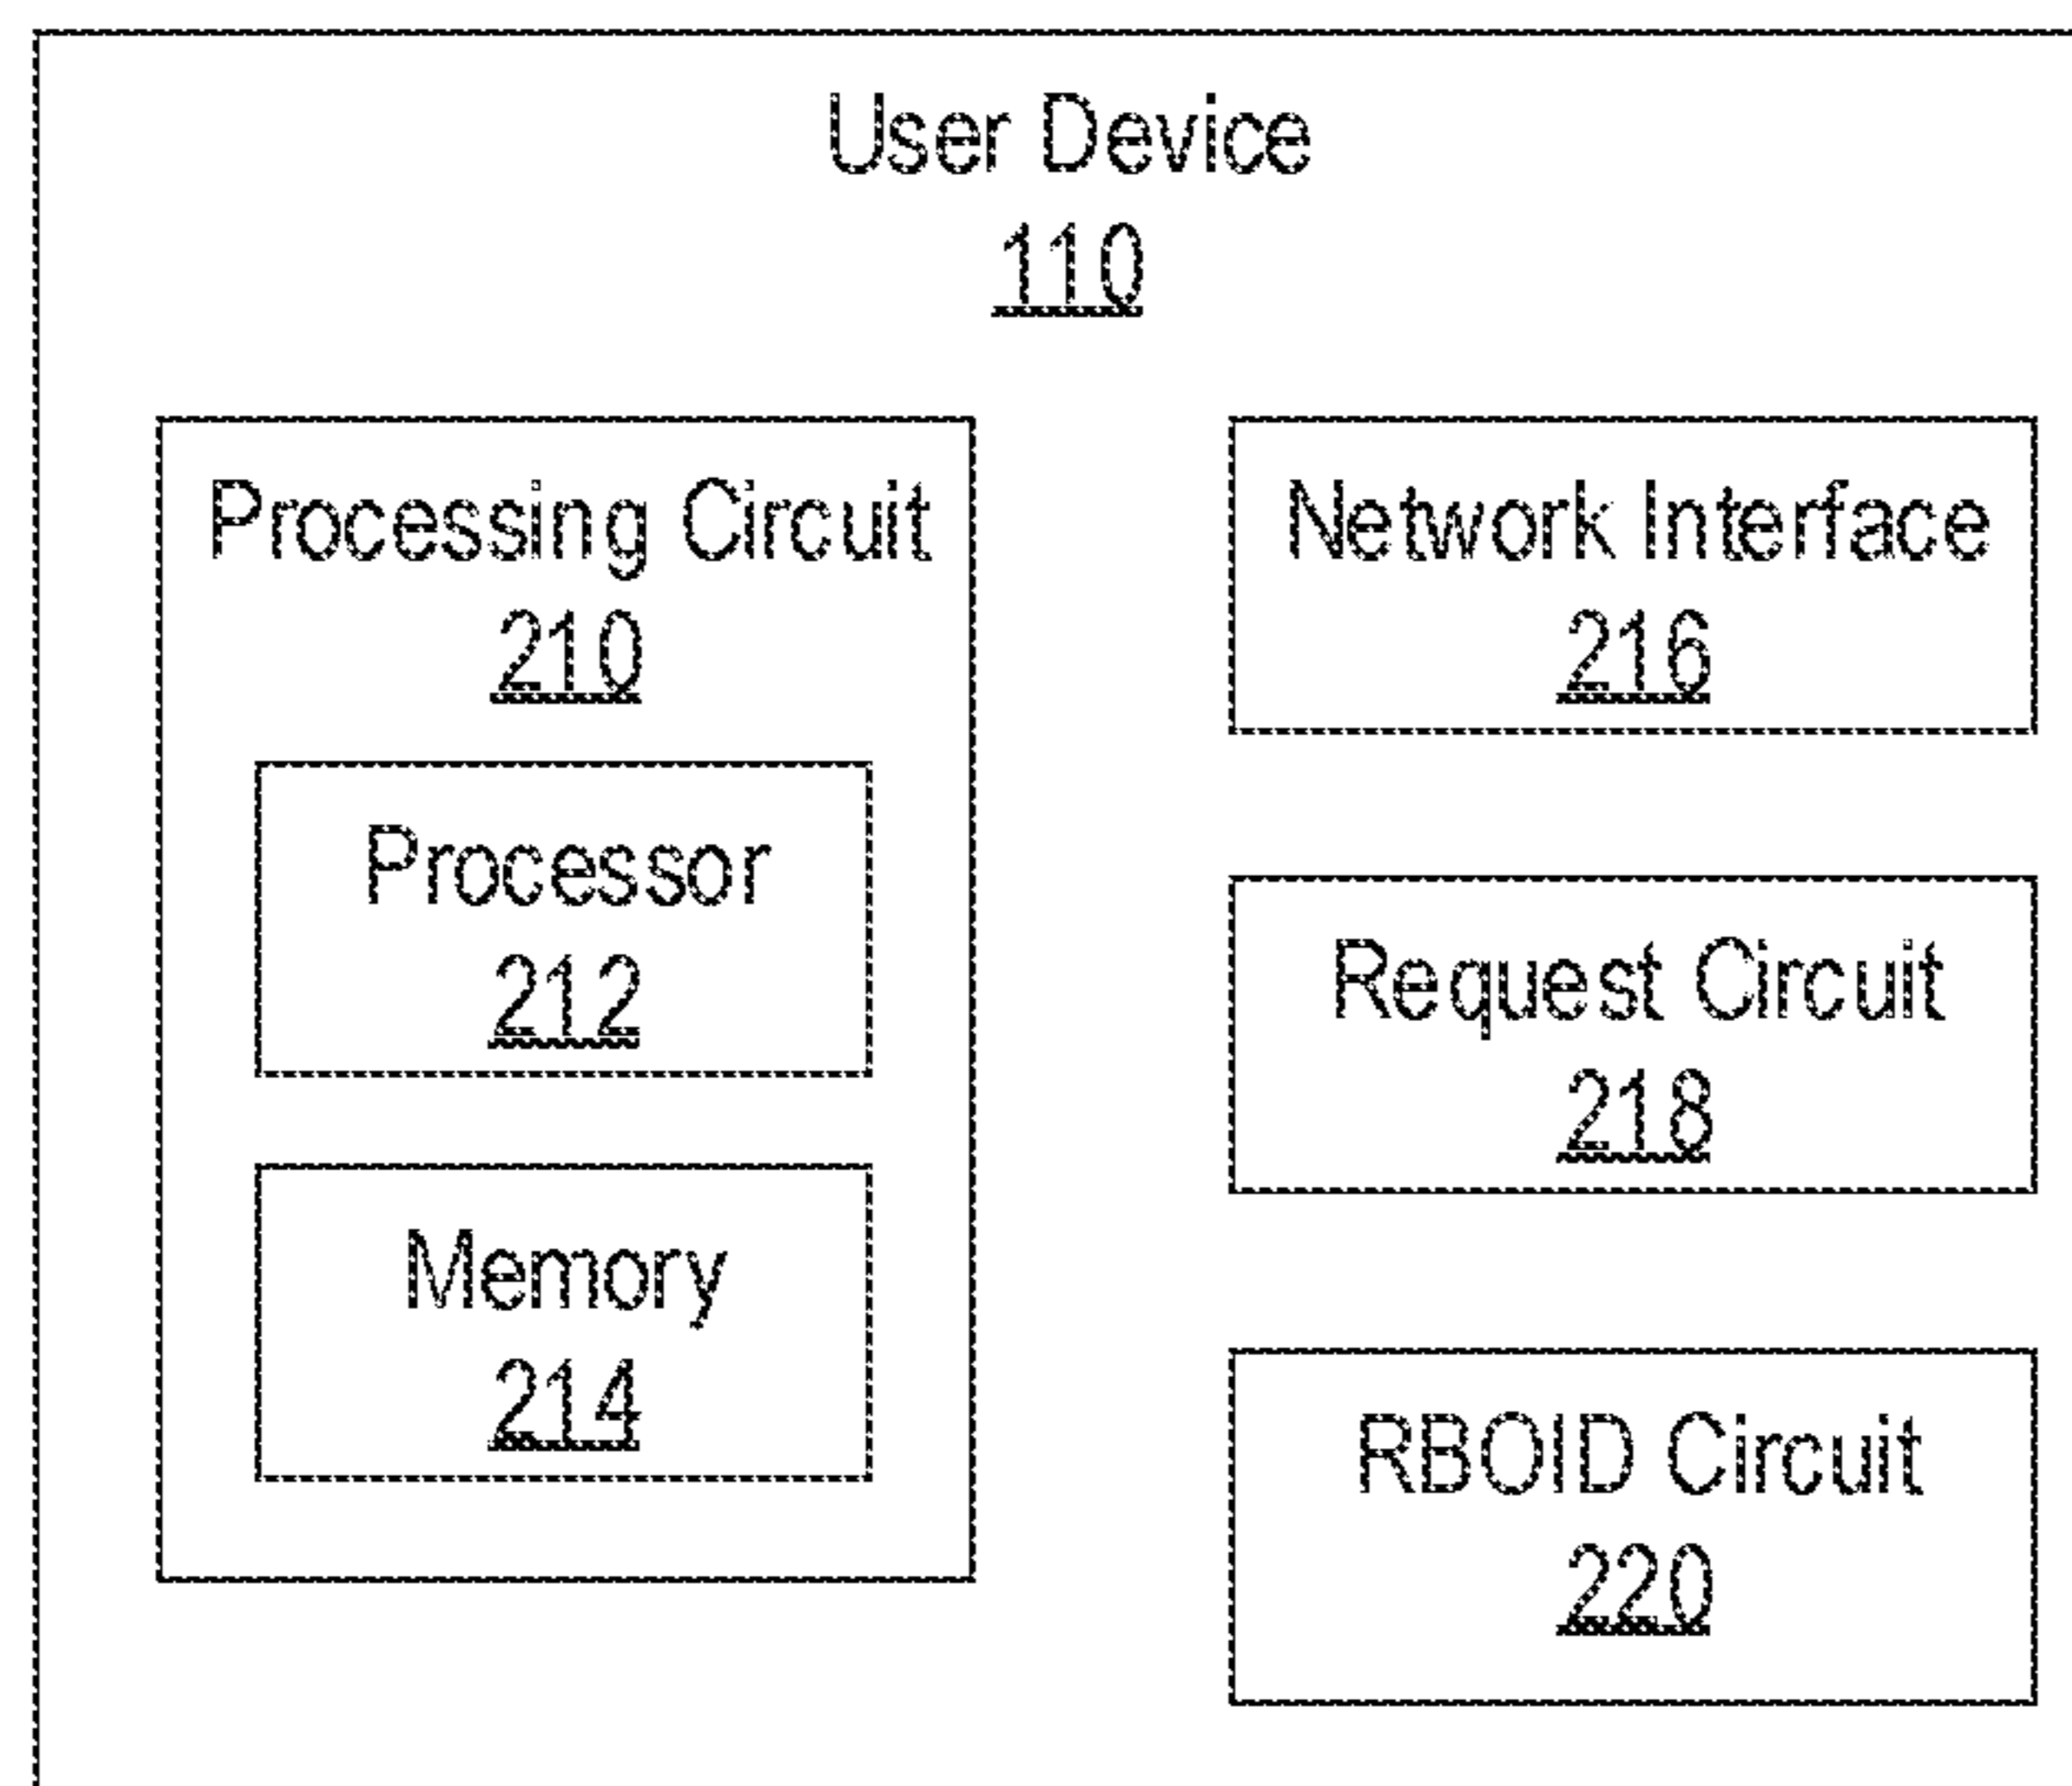 User Device
110
Processing Circuit
210
Processor
212
Memory
214
Network Interface
216
Request Circuit
218
RBOID Circuit
220